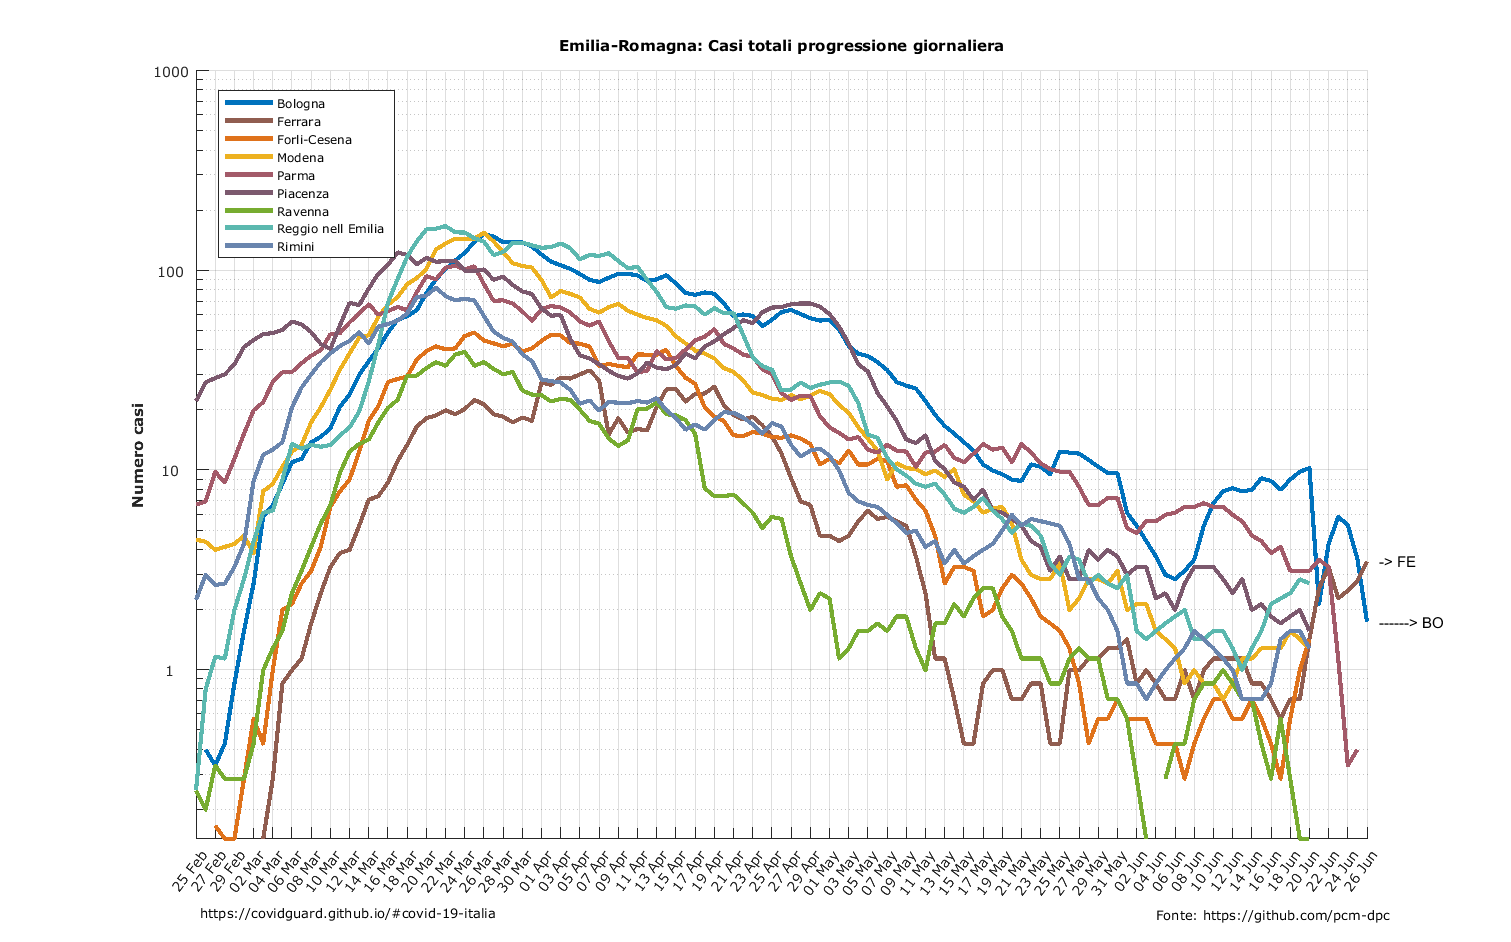 Emilia-Romagna: Casi totali progressione giornaliera
1000
100
10
1
Numero casi
Bologna
Ferrara
Forli-Cesena
Modena
Parma
Piacenza
Ravenna
Reggio nell Emilia
Rimini
-> FE
------> BO
25 Feb
27 Feb
29 Feb
02 Mar
04 Mar
06 Mar
08 Mar
10 Mar
12 Mar
14 Mar
16 Mar
18 Mar
20 Mar
22 Mar
24 Mar
26 Mar
28 Mar
30 Mar
01 Apr
03 Apr
05 Apr
07 Apr
09 Apr
11 Apr
13 Apr
15 Apr
17 Apr
19 Apr
21 Apr
23 Apr
25 Apr
27 Apr
29 Apr
01 May
03 May
05 May
07 May
09 May
11 May
13 May
15 May
17 May
19 May
21 May
23 May
25 May
27 May
29 May
31 May
02 Jun
04 Jun
06 Jun
08 Jun
10 Jun
12 Jun
14 Jun
16 Jun
18 Jun
20 Jun
22 Jun
24 Jun
26 Jun
https://covidguard.github.io/#covid-19-italia
Fonte: https://github.com/pcm-dpc